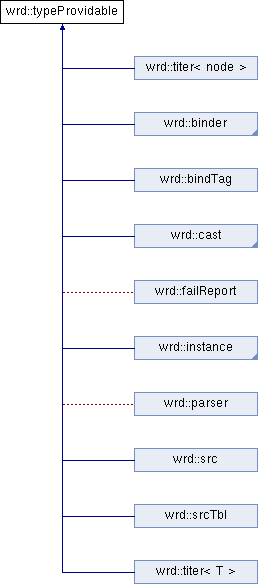 wrd::typeProvidable
wrd::titer< node >
wrd::binder
wrd::bindTag
wrd::cast
wrd::failReport
wrd::instance
wrd::parser
wrd::src
wrd::srcTbl
wrd::titer< T >